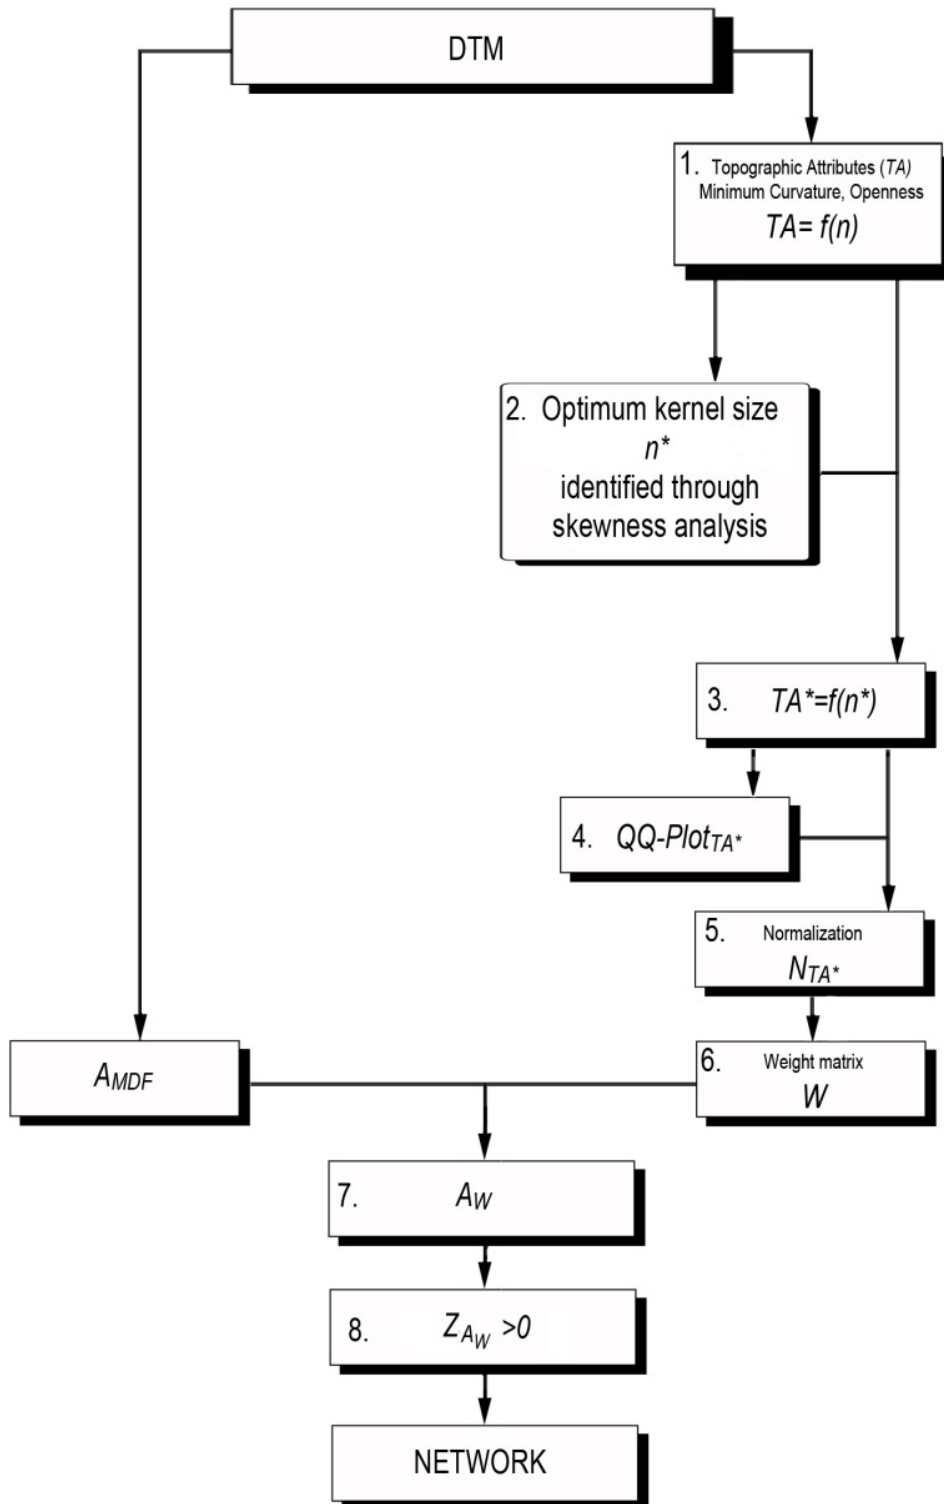 DTM
1. Topographic Attributes (TA)
Minimum Curvature, Openness
TA= f(n)
2. Optimum kernel size
n*
identified through
skewness analysis
3. TA*=f(n*)
4. QQ-PlotTA*
5. Normalization
NTA*
AMDF
6. Weight matrix
W
7. AW
8. ZAW >0
NETWORK